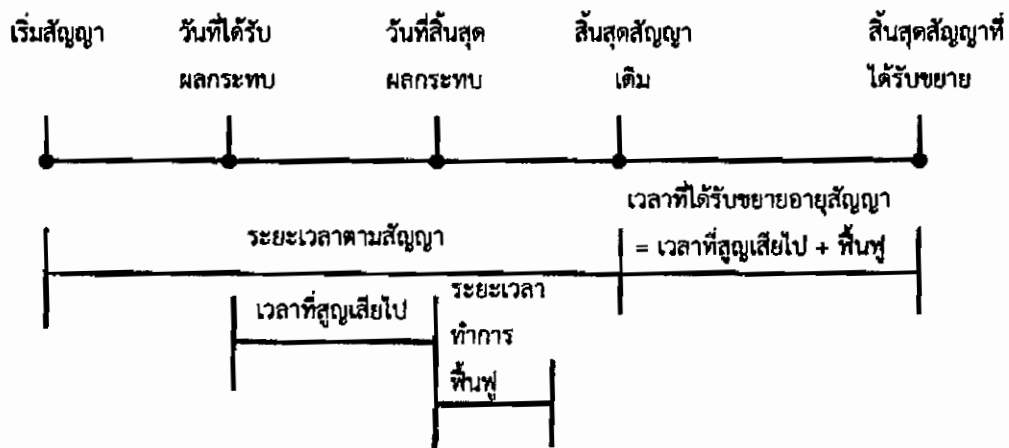 เริ่มสัญญา
วันที่ได้รับ
ผลกระทบ
วันที่สิ้นสุด
ผลกระทบ
สิ้นสุดสัญญา
เดิม
สิ้นสุดสัญญาที่
ได้รับขยาย
ระยะเวลาตามสัญญา
เวลาที่ได้รับขยายอายุสัญญา
= เวลาที่สูญเสียไป + ฟื้นฟู
เวลาที่สูญเสียไป
ระยะเวลา
ทำการ
ฟื้นฟู